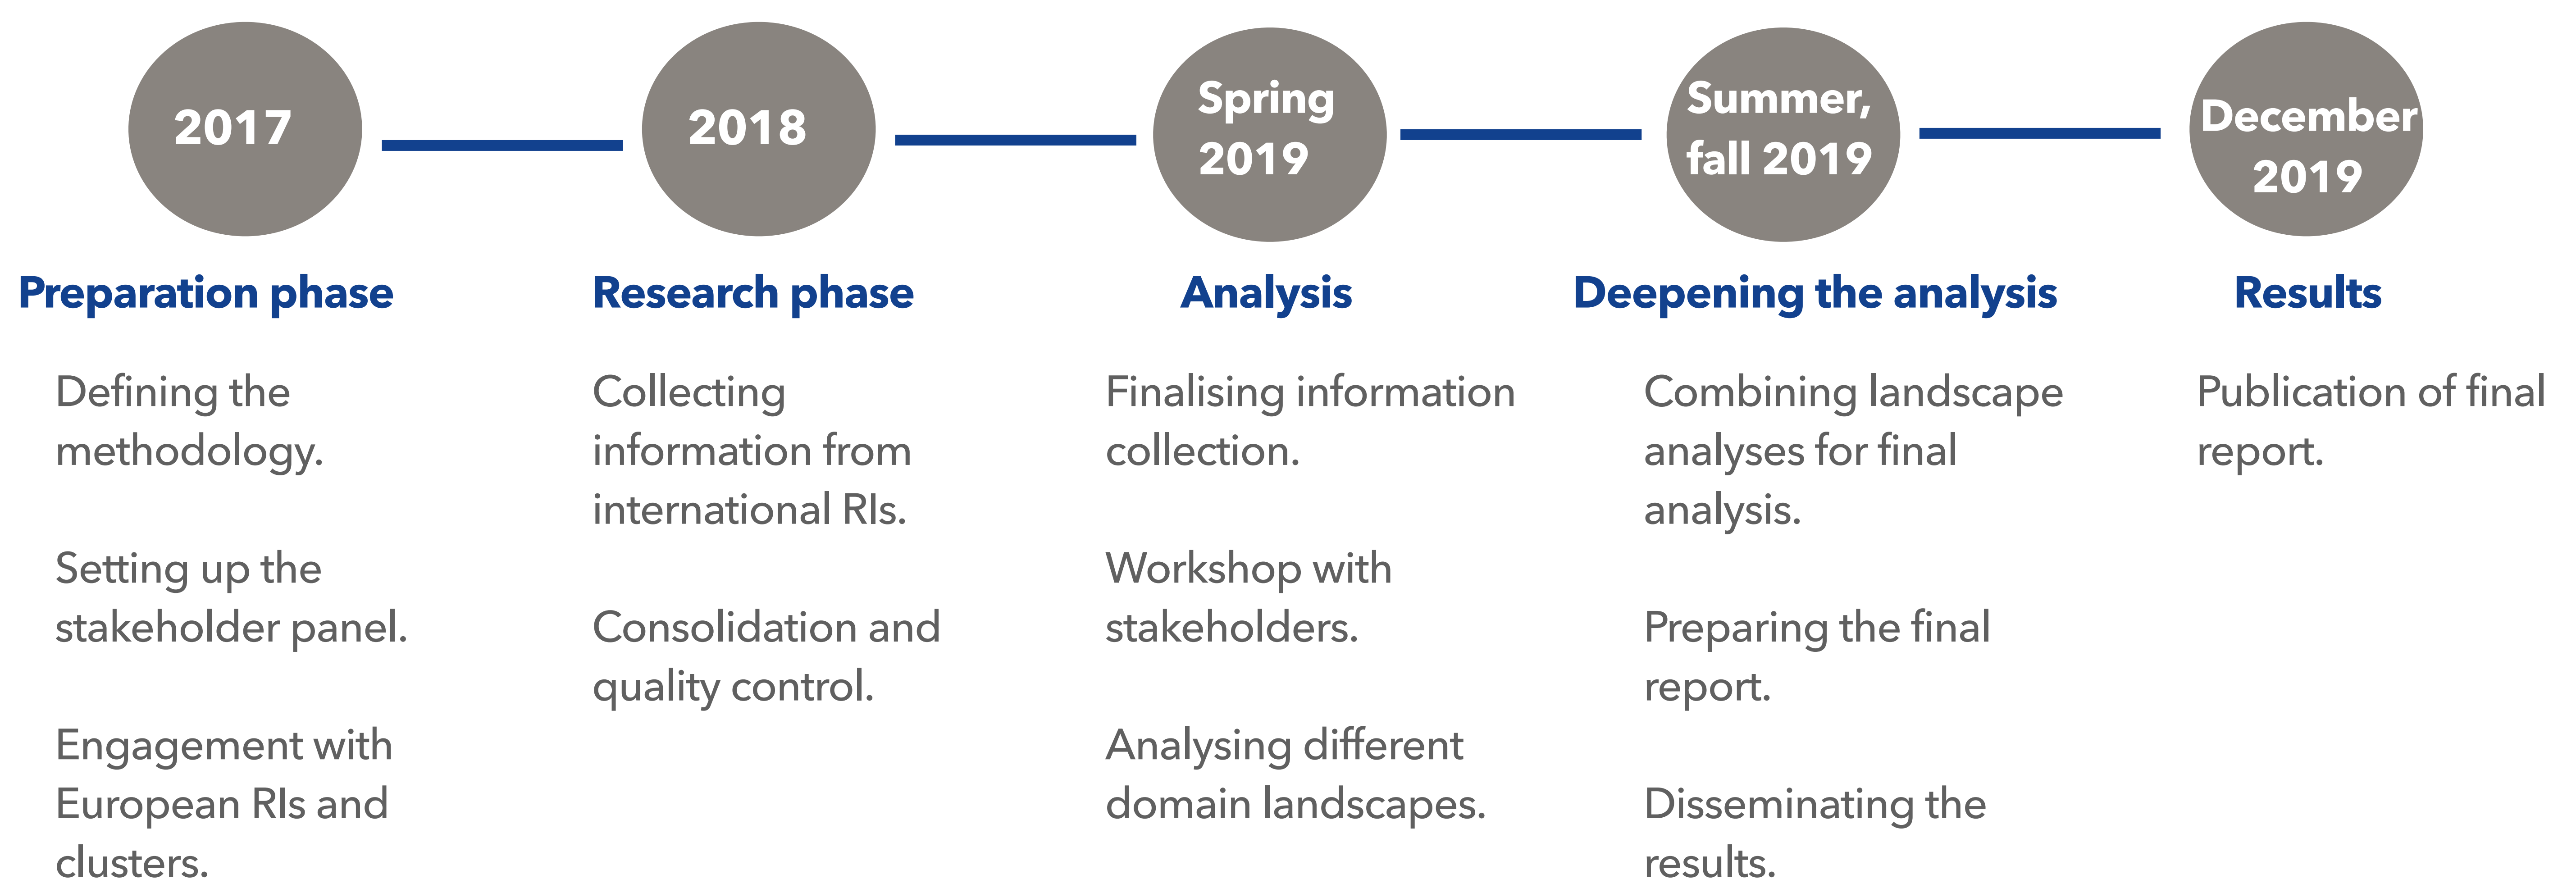 2017
Preparation phase
Defining the
methodology.
Setting up the
stakeholder panel.
Engagement with
European RIs and
clusters.
2018
Research phase
Collecting
information from
international RIs.
Consolidation and
quality control.
Spring
2019
Analysis
Finalising information
collection.
Workshop with
stakeholders.
Analysing different
domain landscapes.
Summer,
fall 2019
Deepening the analysis
Combining landscape
analyses for final
analysis.
Preparing the final
report.
Disseminating the
results.
December
2019
Results
Publication of final
report.